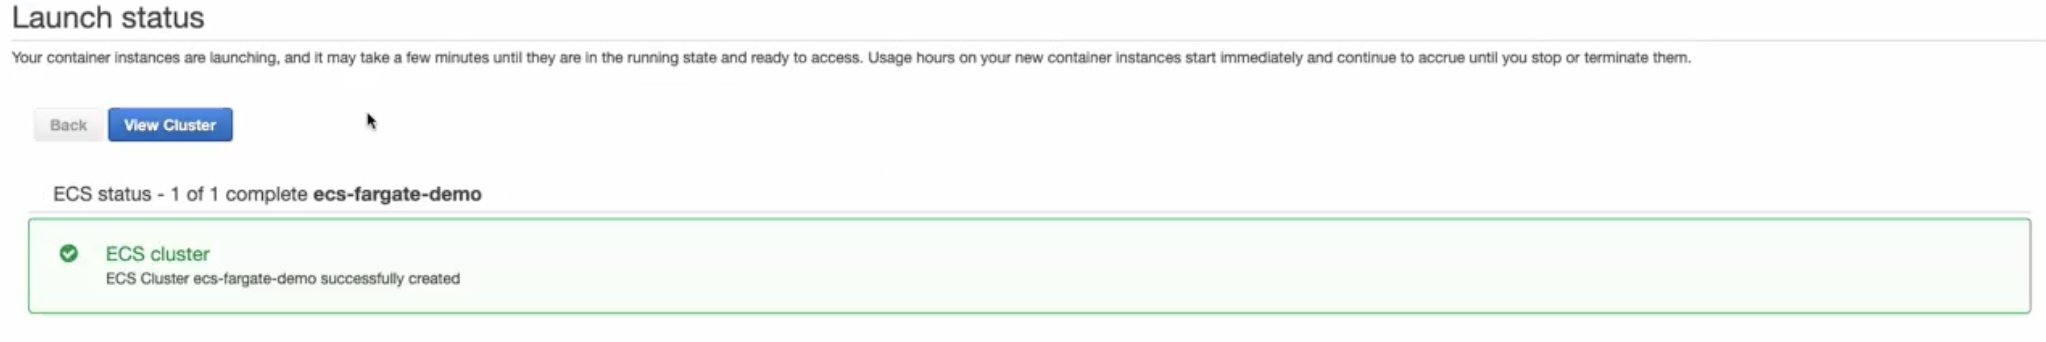 Launch status
Your container instances are launching, and it may take a few minutes until they are in the running state and ready to access. Usage hours on your new container instances start immediately and continue to accrue until you stop or terminate them.
Back View Cluster
ECS status - 1 of 1 complete ecs-fargate-demo
ECS cluster
ECS Cluster ecs-fargate-demo successfully created